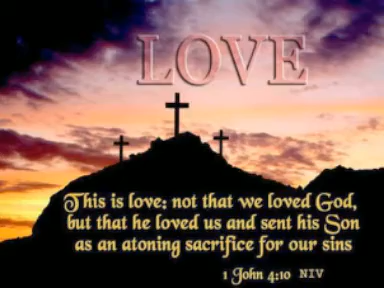 LOVE
This is love: not that we loved God,
but that he loved us and sent his Son
as an atoning sacrifice for our sins
1 John 4:10 NIV